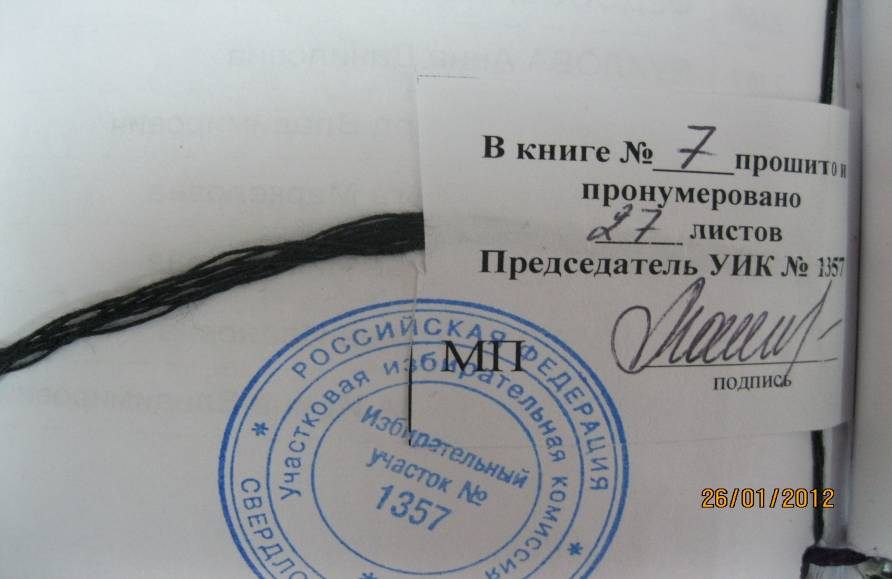 В книге № 7 прошито и
пронумеровано
27 листов
Председатель УИК № 1357
МП
подпись
РОССИЙСКАЯ ФЕДЕРАЦИЯ
СВЕРДЛО
Участковая избирательная комиссия
Избирательный
участок №
1357
26/01/2012